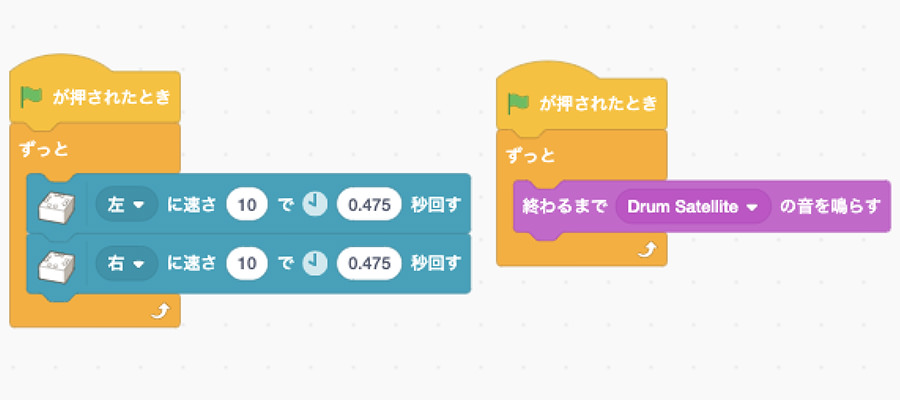 が押されたとき
ずっと
左 に速さ 10 で 0.475 秒回す
右 に速さ 10 で 0.475 秒回す
が押されたとき
ずっと
終わるまで Drum Satellite の音を鳴らす